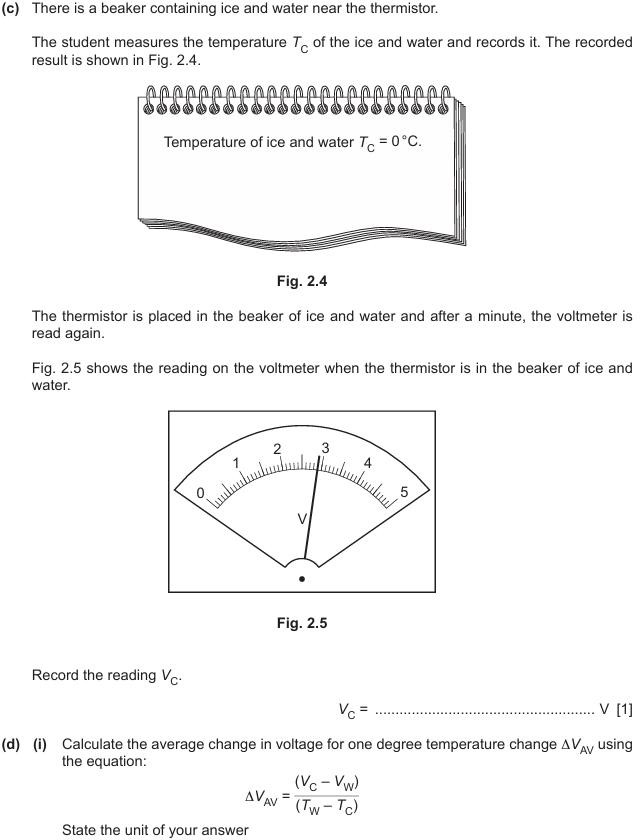 (c) There is a beaker containing ice and water near the thermistor.
The student measures the temperature T_C of the ice and water and records it. The recorded
result is shown in Fig. 2.4.
Temperature of ice and water T_C = 0 °C.
Fig. 2.4
The thermistor is placed in the beaker of ice and water and after a minute, the voltmeter is
read again.
Fig. 2.5 shows the reading on the voltmeter when the thermistor is in the beaker of ice and
water.
0 1 2 3 4 5
V
Fig. 2.5
Record the reading V_C.
V_C = ...................................................... V [1]
(d) (i) Calculate the average change in voltage for one degree temperature change ΔV_AV using
the equation:
ΔV_AV = (V_C – V_W) / (T_W – T_C)
State the unit of your answer